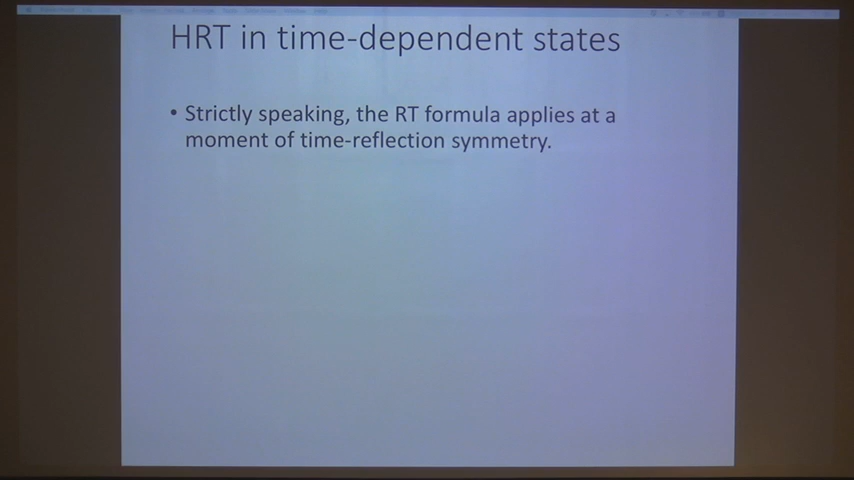 HRT in time-dependent states
• Strictly speaking, the RT formula applies at a
moment of time-reflection symmetry.